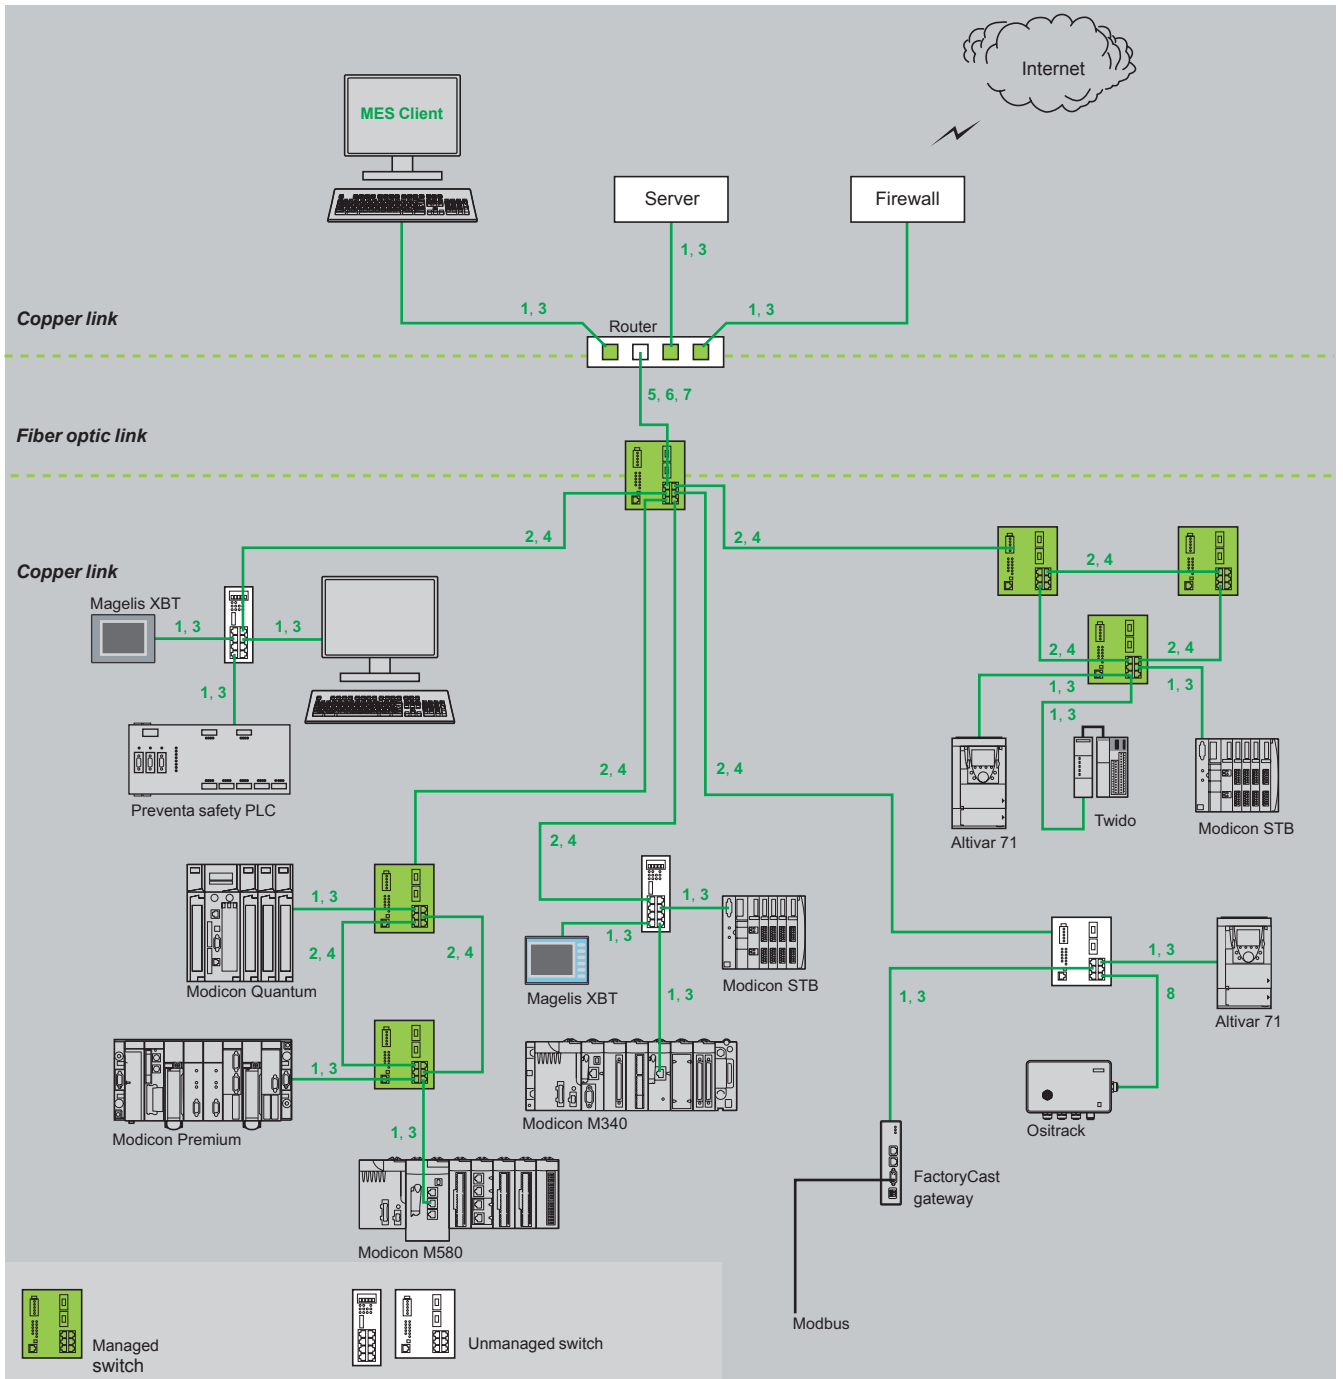 Internet
MES Client
Server
Firewall
1, 3
1, 3
1, 3
Copper link
Router
5, 6, 7
Fiber optic link
2, 4
2, 4
2, 4
Copper link
Magelis XBT
1, 3
1, 3
2, 4
2, 4
1, 3
1, 3
1, 3
1, 3
Preventa safety PLC
2, 4
2, 4
Twido
Modicon STB
Altivar 71
2, 4
1, 3
1, 3
1, 3
2, 4
2, 4
1, 3
Modicon Quantum
Magelis XBT
Modicon STB
1, 3
1, 3
8
Altivar 71
1, 3
Modicon M340
Modicon Premium
Ositrack
1, 3
FactoryCast
gateway
Modicon M580
Modbus
Managed
switch
Unmanaged switch